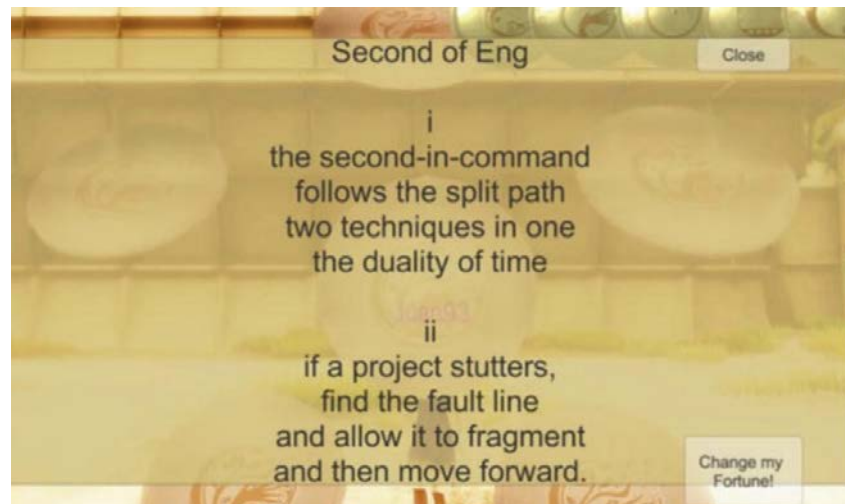 Second of Eng
Close
i
the second-in-command
follows the split path
two techniques in one
the duality of time
ii
if a project stutters,
find the fault line
and allow it to fragment
and then move forward.
Change my
Fortune!